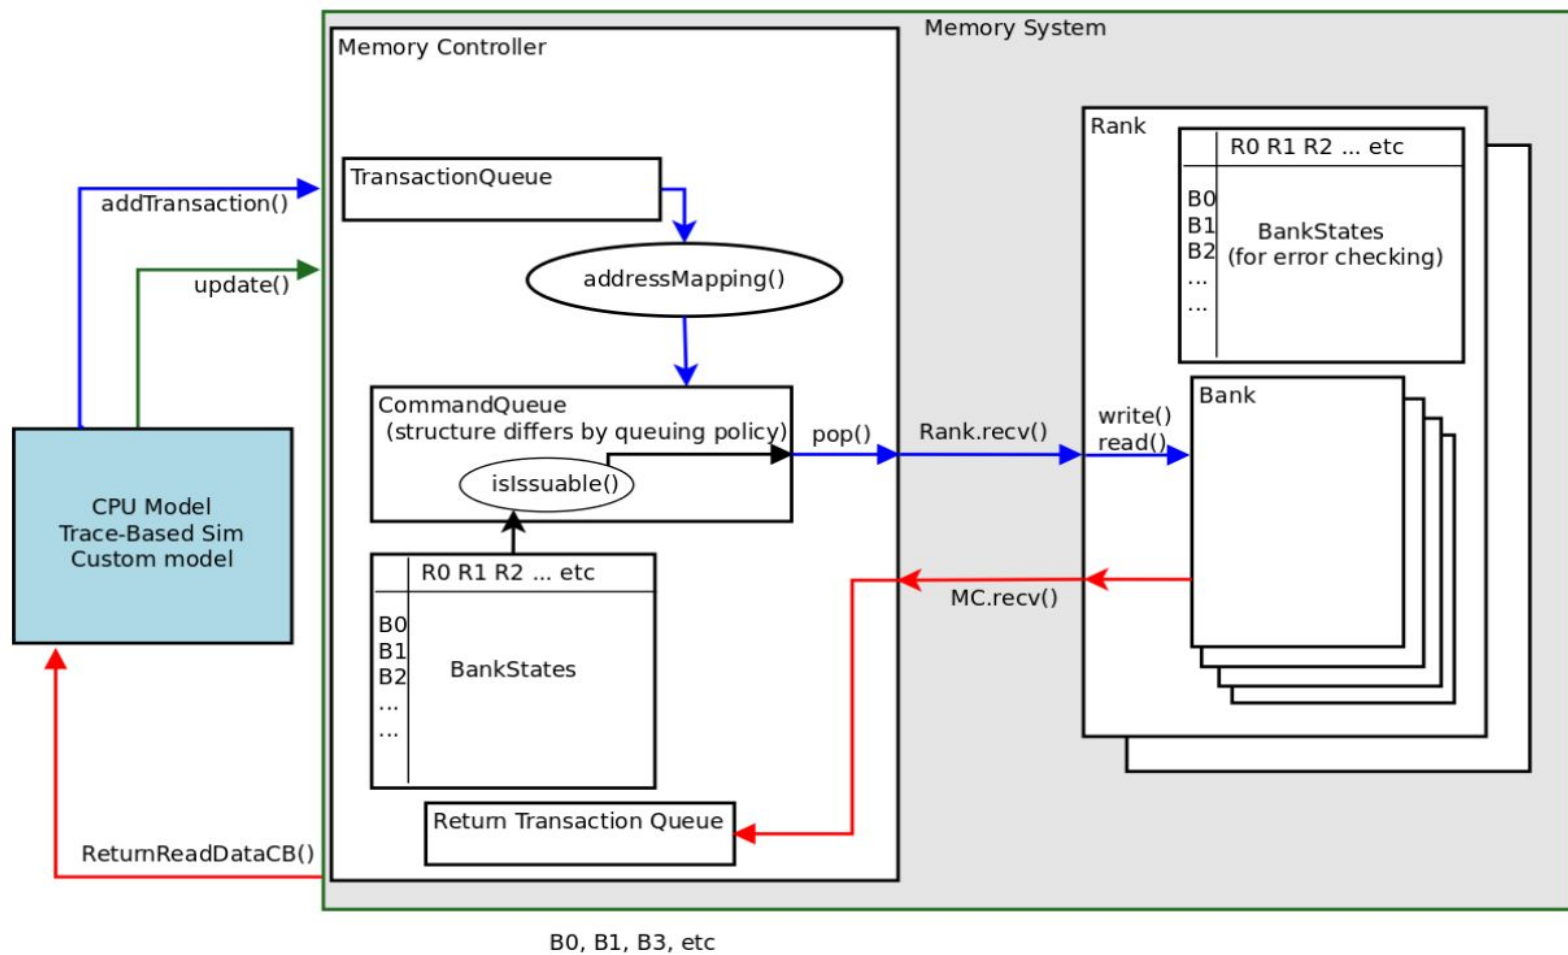 Memory System
Memory Controller
Rank
R0 R1 R2 ... etc
TransactionQueue
addTransaction()
B0
B1
B2
...
...
BankStates
(for error checking)
addressMapping()
update()
Bank
CommandQueue
(structure differs by queuing policy)
isIssuable()
pop()
Rank.recv()
write()
read()
CPU Model
Trace-Based Sim
Custom model
R0 R1 R2 ... etc
B0
B1
B2
...
...
BankStates
MC.recv()
Return Transaction Queue
ReturnReadDataCB()
B0, B1, B3, etc